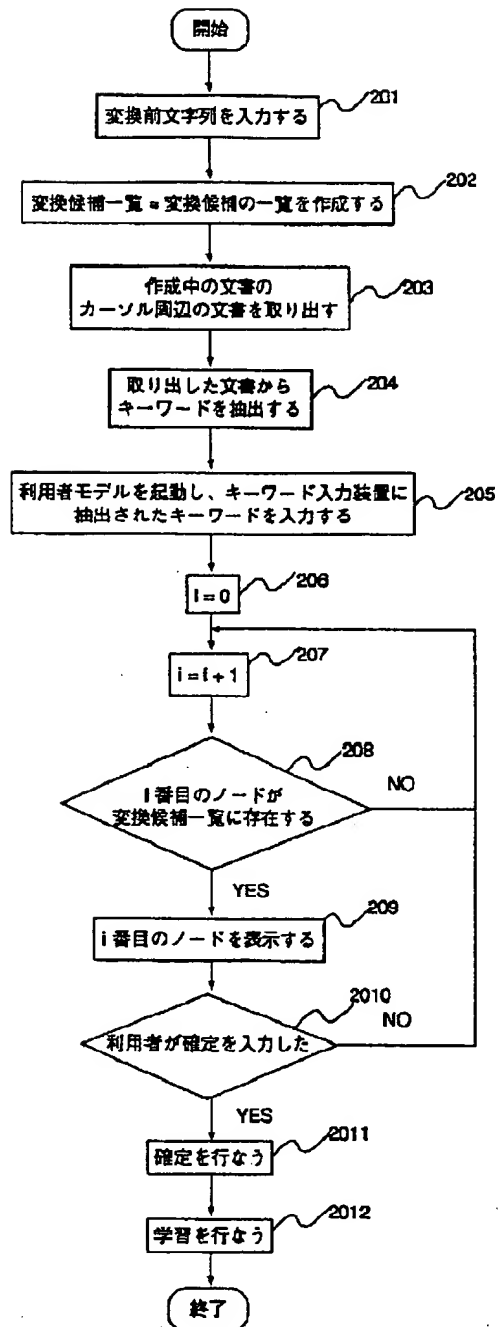 開始
変換前文字列を入力する
201
変換候補一覧=変換候補の一覧を作成する
202
作成中の文書の
カーソル周辺の文書を取り出す
203
取り出した文書から
キーワードを抽出する
204
利用者モデルを起動し、キーワード入力装置に
抽出されたキーワードを入力する
205
i=0
206
i=i+1
207
i番目のノードが
変換候補一覧に存在する
208
NO
YES
i番目のノードを表示する
209
利用者が確定を入力した
2010
NO
YES
確定を行なう
2011
学習を行なう
2012
終了